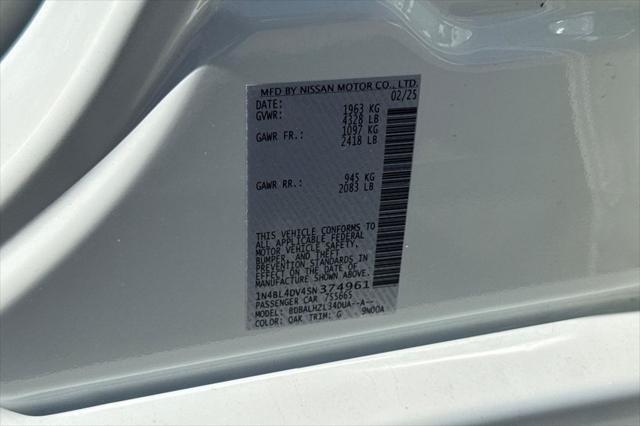 MFD BY NISSAN MOTOR CO., LTD.
DATE: 02/25
GVWR: 1963 KG
4328 LB
GAWR FR.: 1097 KG
2418 LB
GAWR RR.: 945 KG
2083 LB
THIS VEHICLE CONFORMS TO
ALL APPLICABLE FEDERAL
MOTOR VEHICLE SAFETY,
BUMPER, AND THEFT
PREVENTION STANDARDS IN
EFFECT ON THE DATE OF
MANUFACTURE SHOWN ABOVE.
1N4BL4DV4SN374961
PASSENGER CAR 755665
MODEL: BDBALHZL34DUA--A--
COLOR: QAK TRIM: G 9N00A